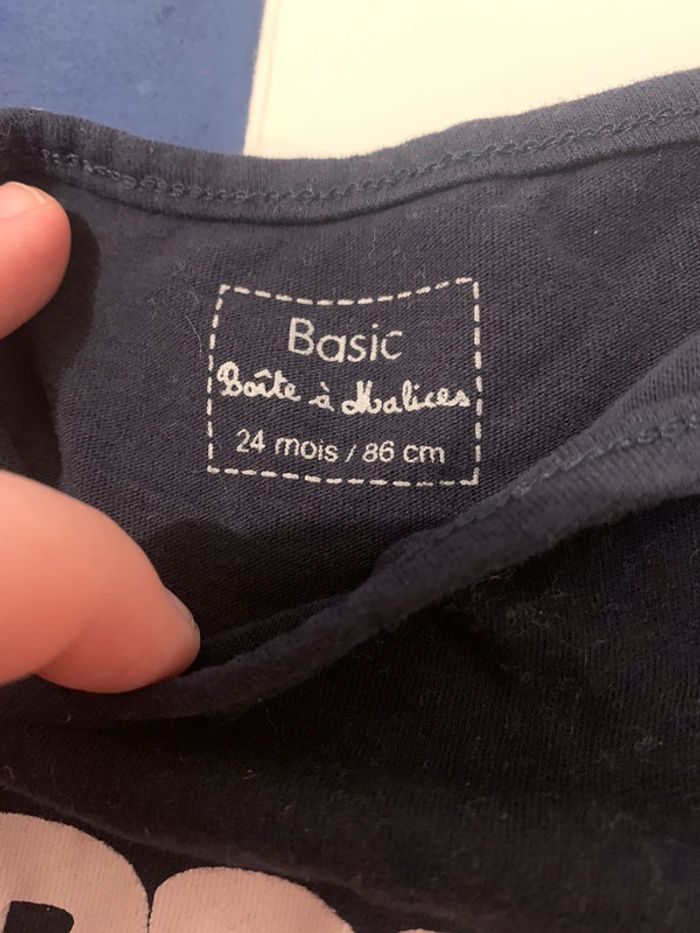 Basic
Boîte à Malices
24 mois / 86 cm